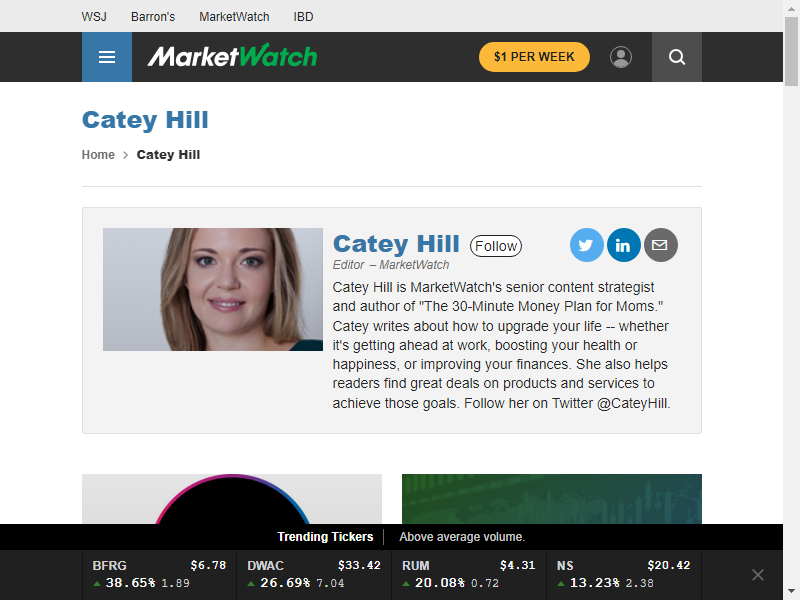 WSJ Barron's MarketWatch IBD
MarketWatch $1 PER WEEK
Catey Hill
Home > Catey Hill
Catey Hill Follow
Editor – MarketWatch
Catey Hill is MarketWatch's senior content strategist
and author of "The 30-Minute Money Plan for Moms."
Catey writes about how to upgrade your life -- whether
it's getting ahead at work, boosting your health or
happiness, or improving your finances. She also helps
readers find great deals on products and services to
achieve those goals. Follow her on Twitter @CateyHill.
Trending Tickers Above average volume.
BFRG $6.78 DWAC $33.42 RUM $4.31 NS $20.42
38.65% 1.89 26.69% 7.04 20.08% 0.72 13.23% 2.38